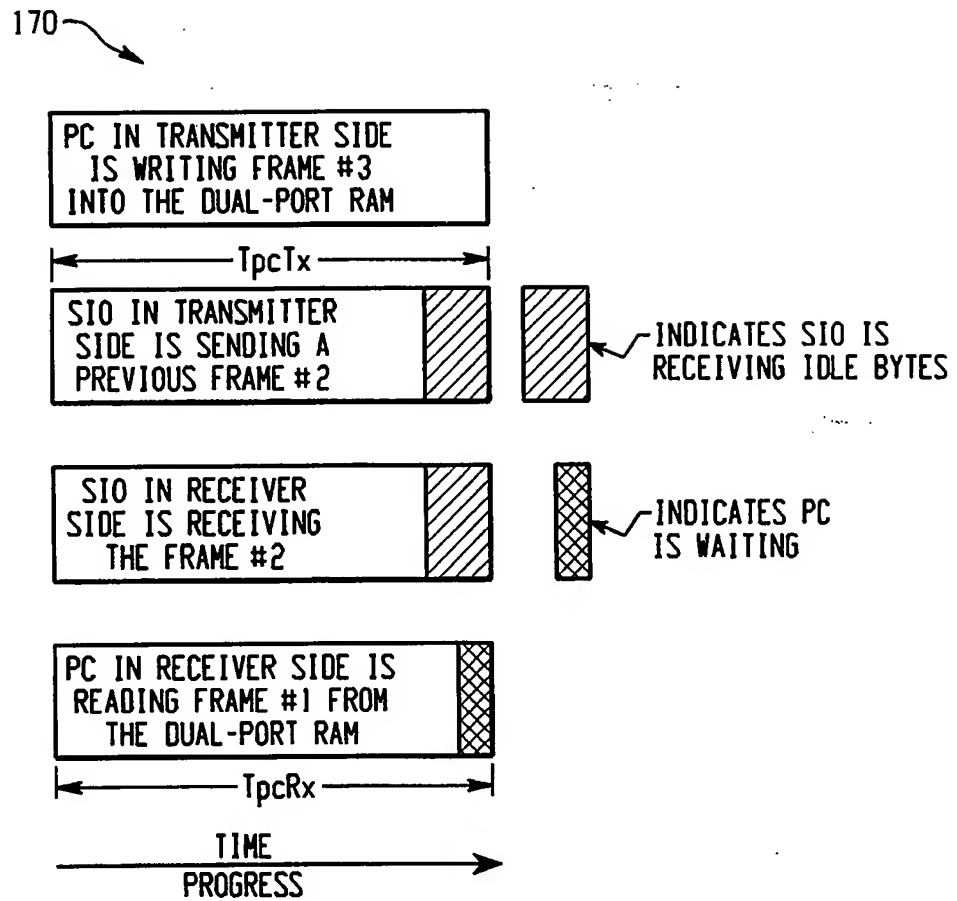 170
PC IN TRANSMITTER SIDE
IS WRITING FRAME #3
INTO THE DUAL-PORT RAM
TpcTx
SIO IN TRANSMITTER
SIDE IS SENDING A
PREVIOUS FRAME #2
INDICATES SIO IS
RECEIVING IDLE BYTES
SIO IN RECEIVER
SIDE IS RECEIVING
THE FRAME #2
INDICATES PC
IS WAITING
PC IN RECEIVER SIDE IS
READING FRAME #1 FROM
THE DUAL-PORT RAM
TpcRx
TIME
PROGRESS